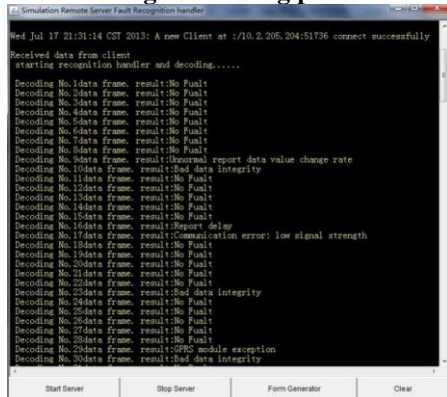 Simulation Remote Server Fault Recognition handler
Wed Jul 17 21:31:14 CST 2013: A new Client at :/10.2.205.204:51736 connect successfully
Received data from client
starting recognition handler and decoding......
Decoding No.1data frame. result:No Fualt
Decoding No.2data frame. result:No Fualt
Decoding No.3data frame. result:No Fualt
Decoding No.4data frame. result:No Fualt
Decoding No.5data frame. result:No Fualt
Decoding No.6data frame. result:No Fualt
Decoding No.7data frame. result:No Fualt
Decoding No.8data frame. result:No Fualt
Decoding No.9data frame. result:Unnormal report data value change rate
Decoding No.10data frame. result:Bad data integrity
Decoding No.11data frame. result:No Fualt
Decoding No.12data frame. result:No Fualt
Decoding No.13data frame. result:No Fualt
Decoding No.14data frame. result:No Fualt
Decoding No.15data frame. result:No Fualt
Decoding No.16data frame. result:Report delay
Decoding No.17data frame. result:Communication error: low signal strength
Decoding No.18data frame. result:No Fualt
Decoding No.19data frame. result:No Fualt
Decoding No.20data frame. result:No Fualt
Decoding No.21data frame. result:No Fualt
Decoding No.22data frame. result:No Fualt
Decoding No.23data frame. result:Bad data integrity
Decoding No.24data frame. result:No Fualt
Decoding No.25data frame. result:No Fualt
Decoding No.26data frame. result:No Fualt
Decoding No.27data frame. result:No Fualt
Decoding No.28data frame. result:No Fualt
Decoding No.29data frame. result:GPRS module exception
Decoding No.30data frame. result:Bad data integrity
Start Server Stop Server Form Generator Clear